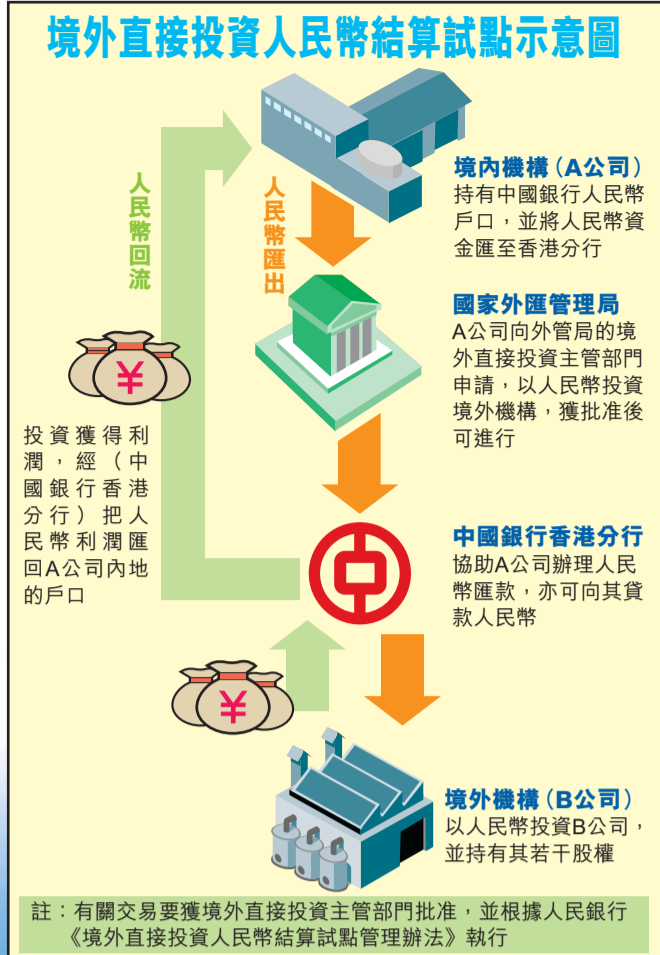 境外直接投資人民幣結算試點示意圖
境內機構（A公司）
持有中國銀行人民幣
戶口，並將人民幣資
金匯至香港分行
人民幣回流
人民幣匯出
國家外匯管理局
A公司向外管局的境
外直接投資主管部門
申請，以人民幣投資
境外機構，獲批准後
可進行
¥
投資獲得利
潤，經（中
國銀行香港
分行）把人
民幣利潤匯
回A公司內地
的戶口
中國銀行香港分行
協助A公司辦理人民
幣匯款，亦可向其貸
款人民幣
¥
境外機構（B公司）
以人民幣投資B公司，
並持有其若干股權
註：有關交易要獲境外直接投資主管部門批准，並根據人民銀行
《境外直接投資人民幣結算試點管理辦法》執行